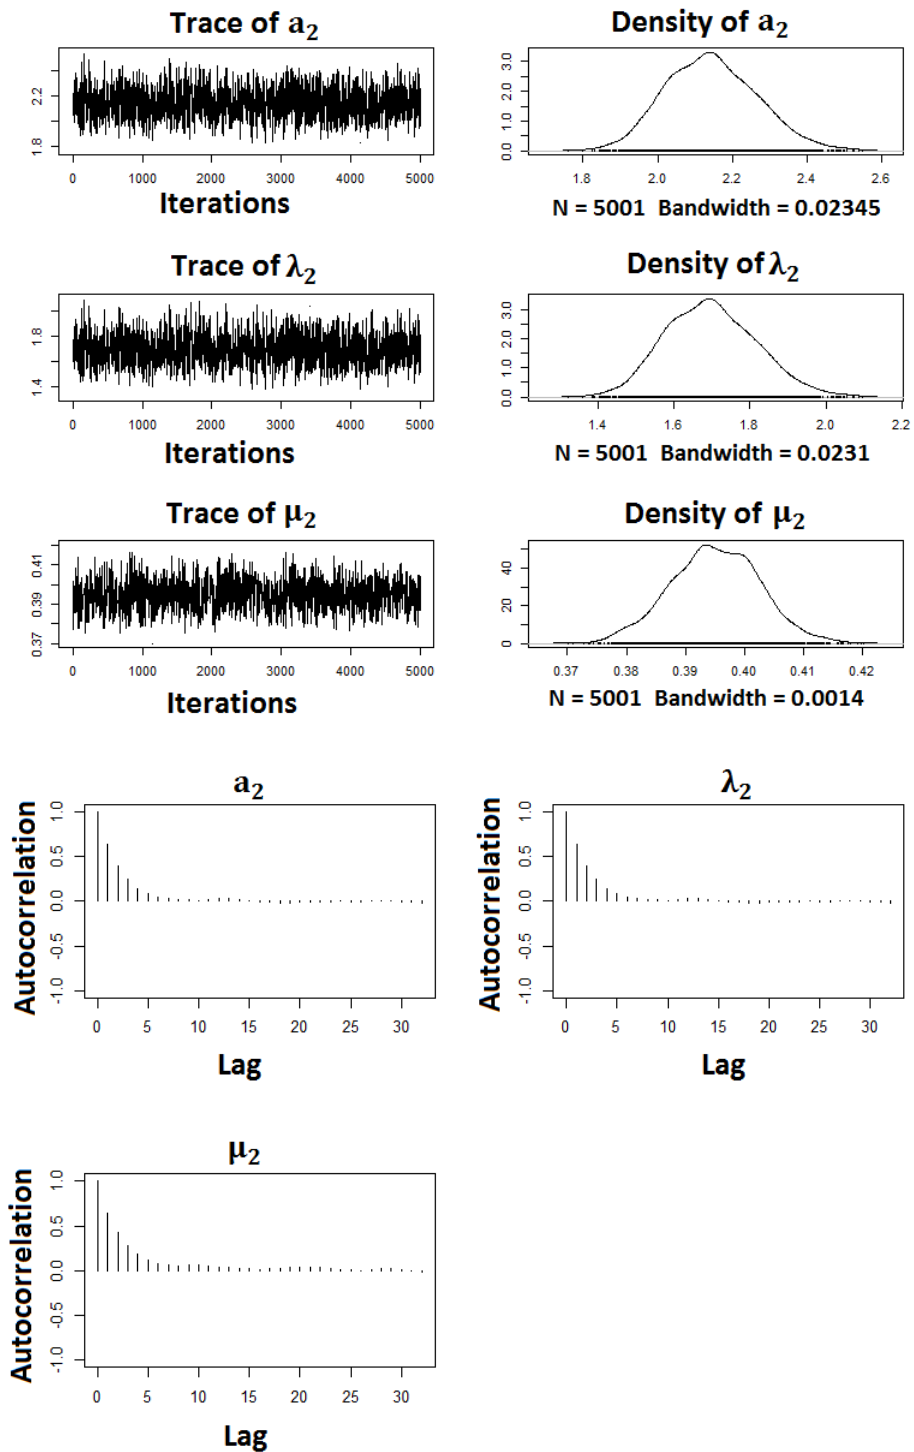 Trace of a₂
Density of a₂
1.8 2.2
0 1000 2000 3000 4000 5000
Iterations
0.0 1.0 2.0 3.0
1.8 2.0 2.2 2.4 2.6
N = 5001 Bandwidth = 0.02345
Trace of λ₂
Density of λ₂
1.4 1.8
0 1000 2000 3000 4000 5000
Iterations
0.0 1.0 2.0 3.0
1.4 1.6 1.8 2.0 2.2
N = 5001 Bandwidth = 0.0231
Trace of μ₂
Density of μ₂
0.37 0.39 0.41
0 1000 2000 3000 4000 5000
Iterations
0 20 40
0.37 0.38 0.39 0.40 0.41 0.42
N = 5001 Bandwidth = 0.0014
a₂
Autocorrelation
-1.0 -0.5 0.0 0.5 1.0
0 5 10 15 20 25 30
Lag
λ₂
Autocorrelation
-1.0 -0.5 0.0 0.5 1.0
0 5 10 15 20 25 30
Lag
μ₂
Autocorrelation
-1.0 -0.5 0.0 0.5 1.0
0 5 10 15 20 25 30
Lag